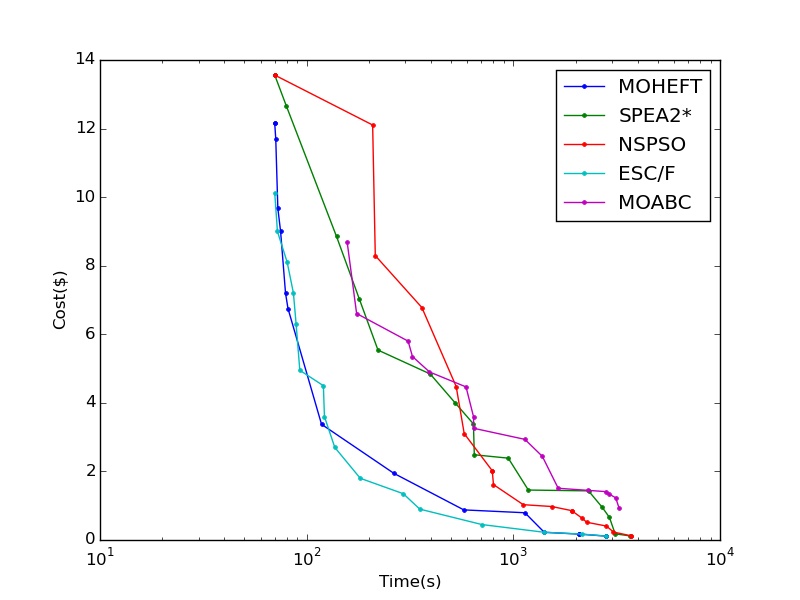 14
12
10
8
6
4
2
0
Cost($)
10¹
10²
10³
10⁴
Time(s)
MOHEFT
SPEA2*
NSPSO
ESC/F
MOABC